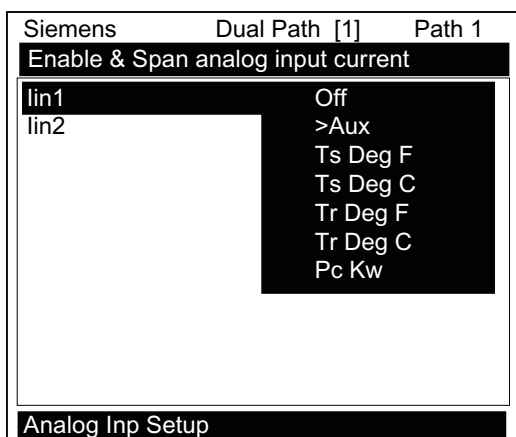 Siemens Dual Path [1] Path 1
Enable & Span analog input current
Iin1 Off
Iin2 >Aux
Ts Deg F
Ts Deg C
Tr Deg F
Tr Deg C
Pc Kw
Analog Inp Setup